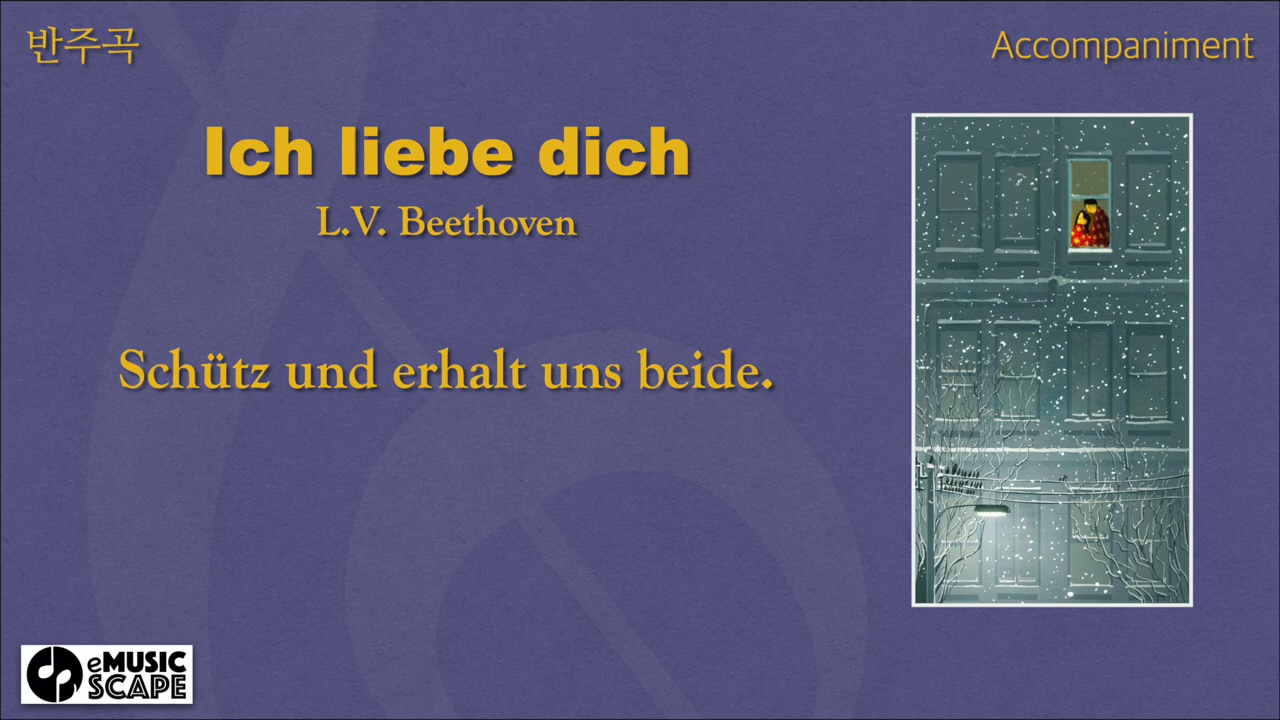 반주곡
Accompaniment
Ich liebe dich
L.V. Beethoven
Schütz und erhalt uns beide.
eMUSIC
SCAPE